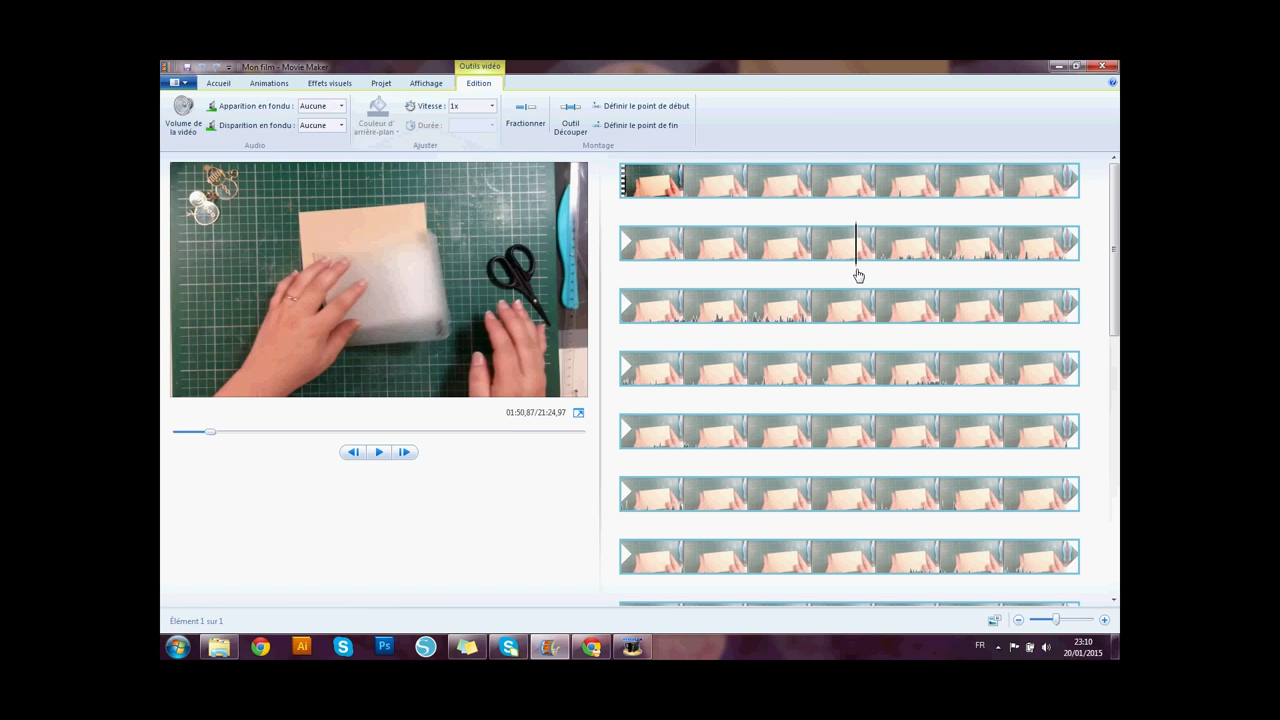 Mon film - Movie Maker
Outils vidéo
Accueil Animations Effets visuels Projet Affichage Edition
Volume de la vidéo
Apparition en fondu : Aucune
Disparition en fondu : Aucune
Audio
Couleur d'arrière-plan
Vitesse : 1x
Durée :
Ajuster
Fractionner
Outil Découper
Définir le point de début
Définir le point de fin
Montage
01:50,87/21:24,97
Élément 1 sur 1
Ai
Ps
FR
23:10
20/01/2015